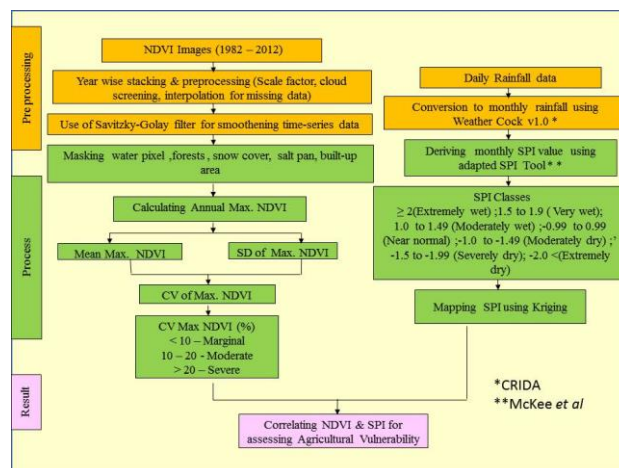 Pre processing
NDVI Images (1982 – 2012)
Year wise stacking & preprocessing (Scale factor, cloud
screening, interpolation for missing data)
Use of Savitzky-Golay filter for smoothening time-series data
Daily Rainfall data
Conversion to monthly rainfall using
Weather Cock v1.0 *
Process
Masking water pixel ,forests , snow cover, salt pan, built-up
area
Calculating Annual Max. NDVI
Mean Max. NDVI
SD of Max. NDVI
CV of Max. NDVI
CV Max NDVI (%)
< 10 – Marginal
10 – 20 - Moderate
> 20 – Severe
Deriving monthly SPI value using
adapted SPI Tool* *
SPI Classes
≥ 2(Extremely wet) ;1.5 to 1.9 ( Very wet);
1.0 to 1.49 (Moderately wet) ;-0.99 to 0.99
(Near normal) ;-1.0 to -1.49 (Moderately dry) ;
-1.5 to -1.99 (Severely dry); -2.0 <(Extremely
dry)
Mapping SPI using Kriging
Result
Correlating NDVI & SPI for
assessing Agricultural Vulnerability
*CRIDA
**McKee et al